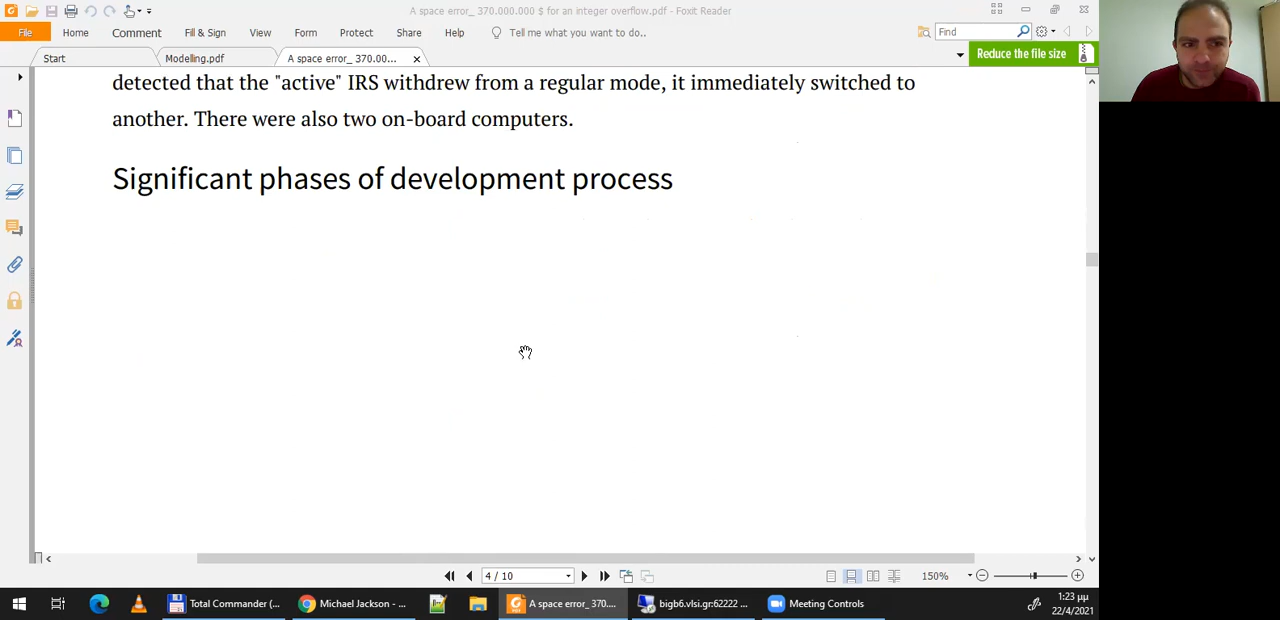 A space error_ 370.000.000 $ for an integer overflow.pdf - Foxit Reader
File Home Comment Fill & Sign View Form Protect Share Help Tell me what you want to do.. Find
Start Modelling.pdf A space error_ 370.00... Reduce the file size
detected that the "active" IRS withdrew from a regular mode, it immediately switched to
another. There were also two on-board computers.
Significant phases of development process
4 / 10 150%
Total Commander (... Michael Jackson - ... A space error_ 370.... bigb6.vlsi.gr:62222 ... Meeting Controls 1:23 μμ
22/4/2021